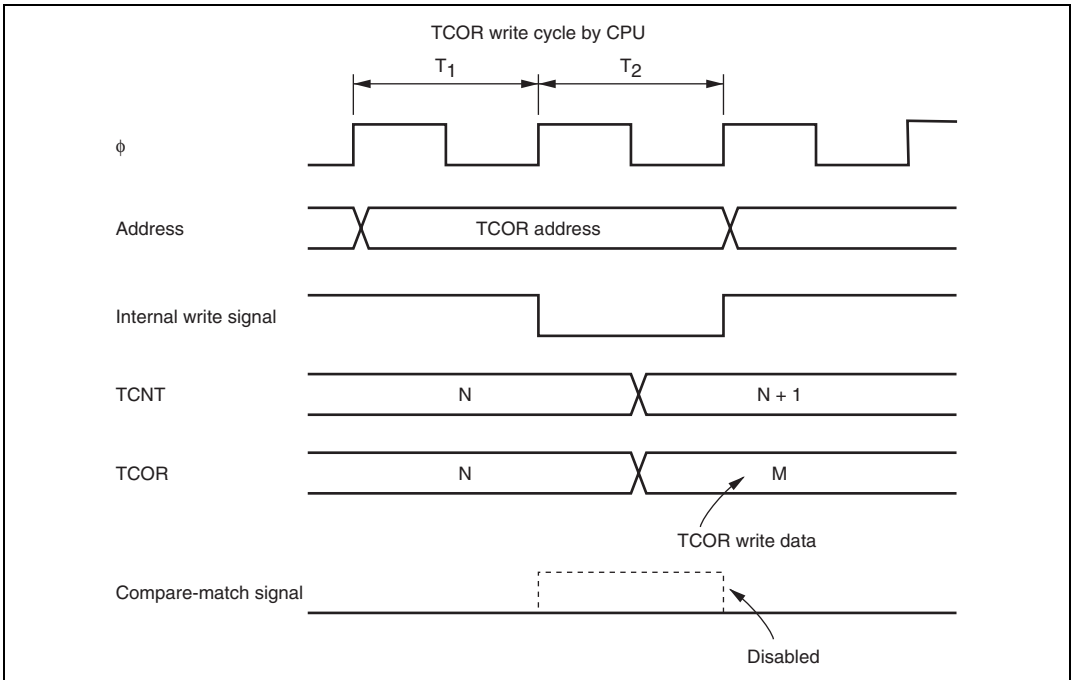 TCOR write cycle by CPU
T1 T2
φ
Address TCOR address
Internal write signal
TCNT N N + 1
TCOR N M
TCOR write data
Compare-match signal
Disabled